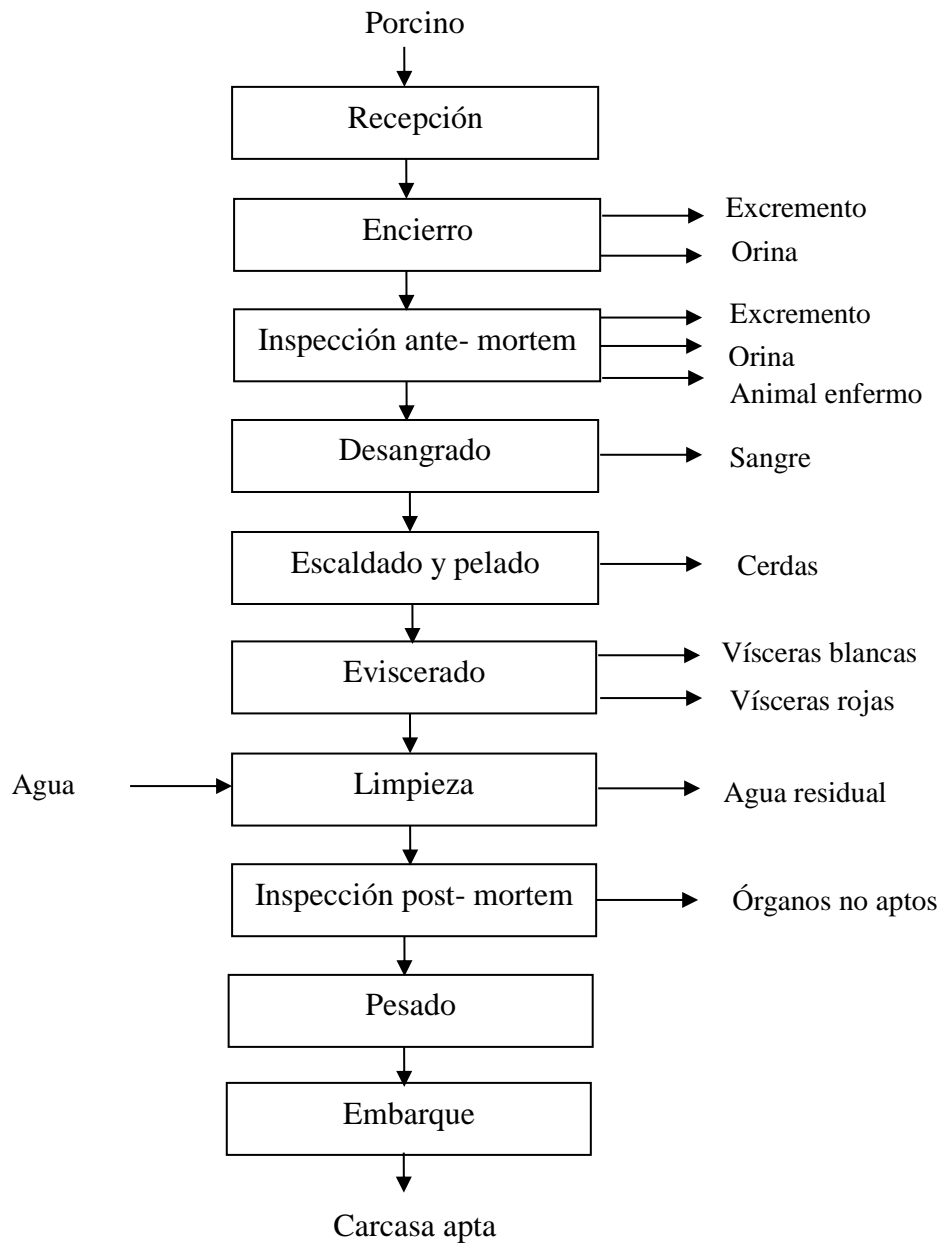 Porcino
Recepción
Encierro
Excremento
Orina
Inspección ante- mortem
Excremento
Orina
Animal enfermo
Desangrado
Sangre
Escaldado y pelado
Cerdas
Eviscerado
Vísceras blancas
Vísceras rojas
Agua
Limpieza
Agua residual
Inspección post- mortem
Órganos no aptos
Pesado
Embarque
Carcasa apta